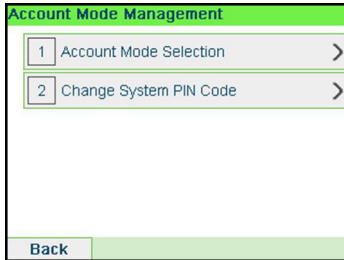 Account Mode Management
1 Account Mode Selection
2 Change System PIN Code
Back